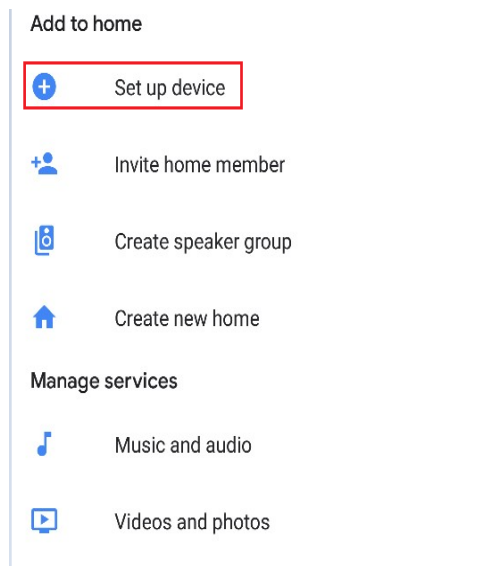 Add to home
Set up device
Invite home member
Create speaker group
Create new home
Manage services
Music and audio
Videos and photos